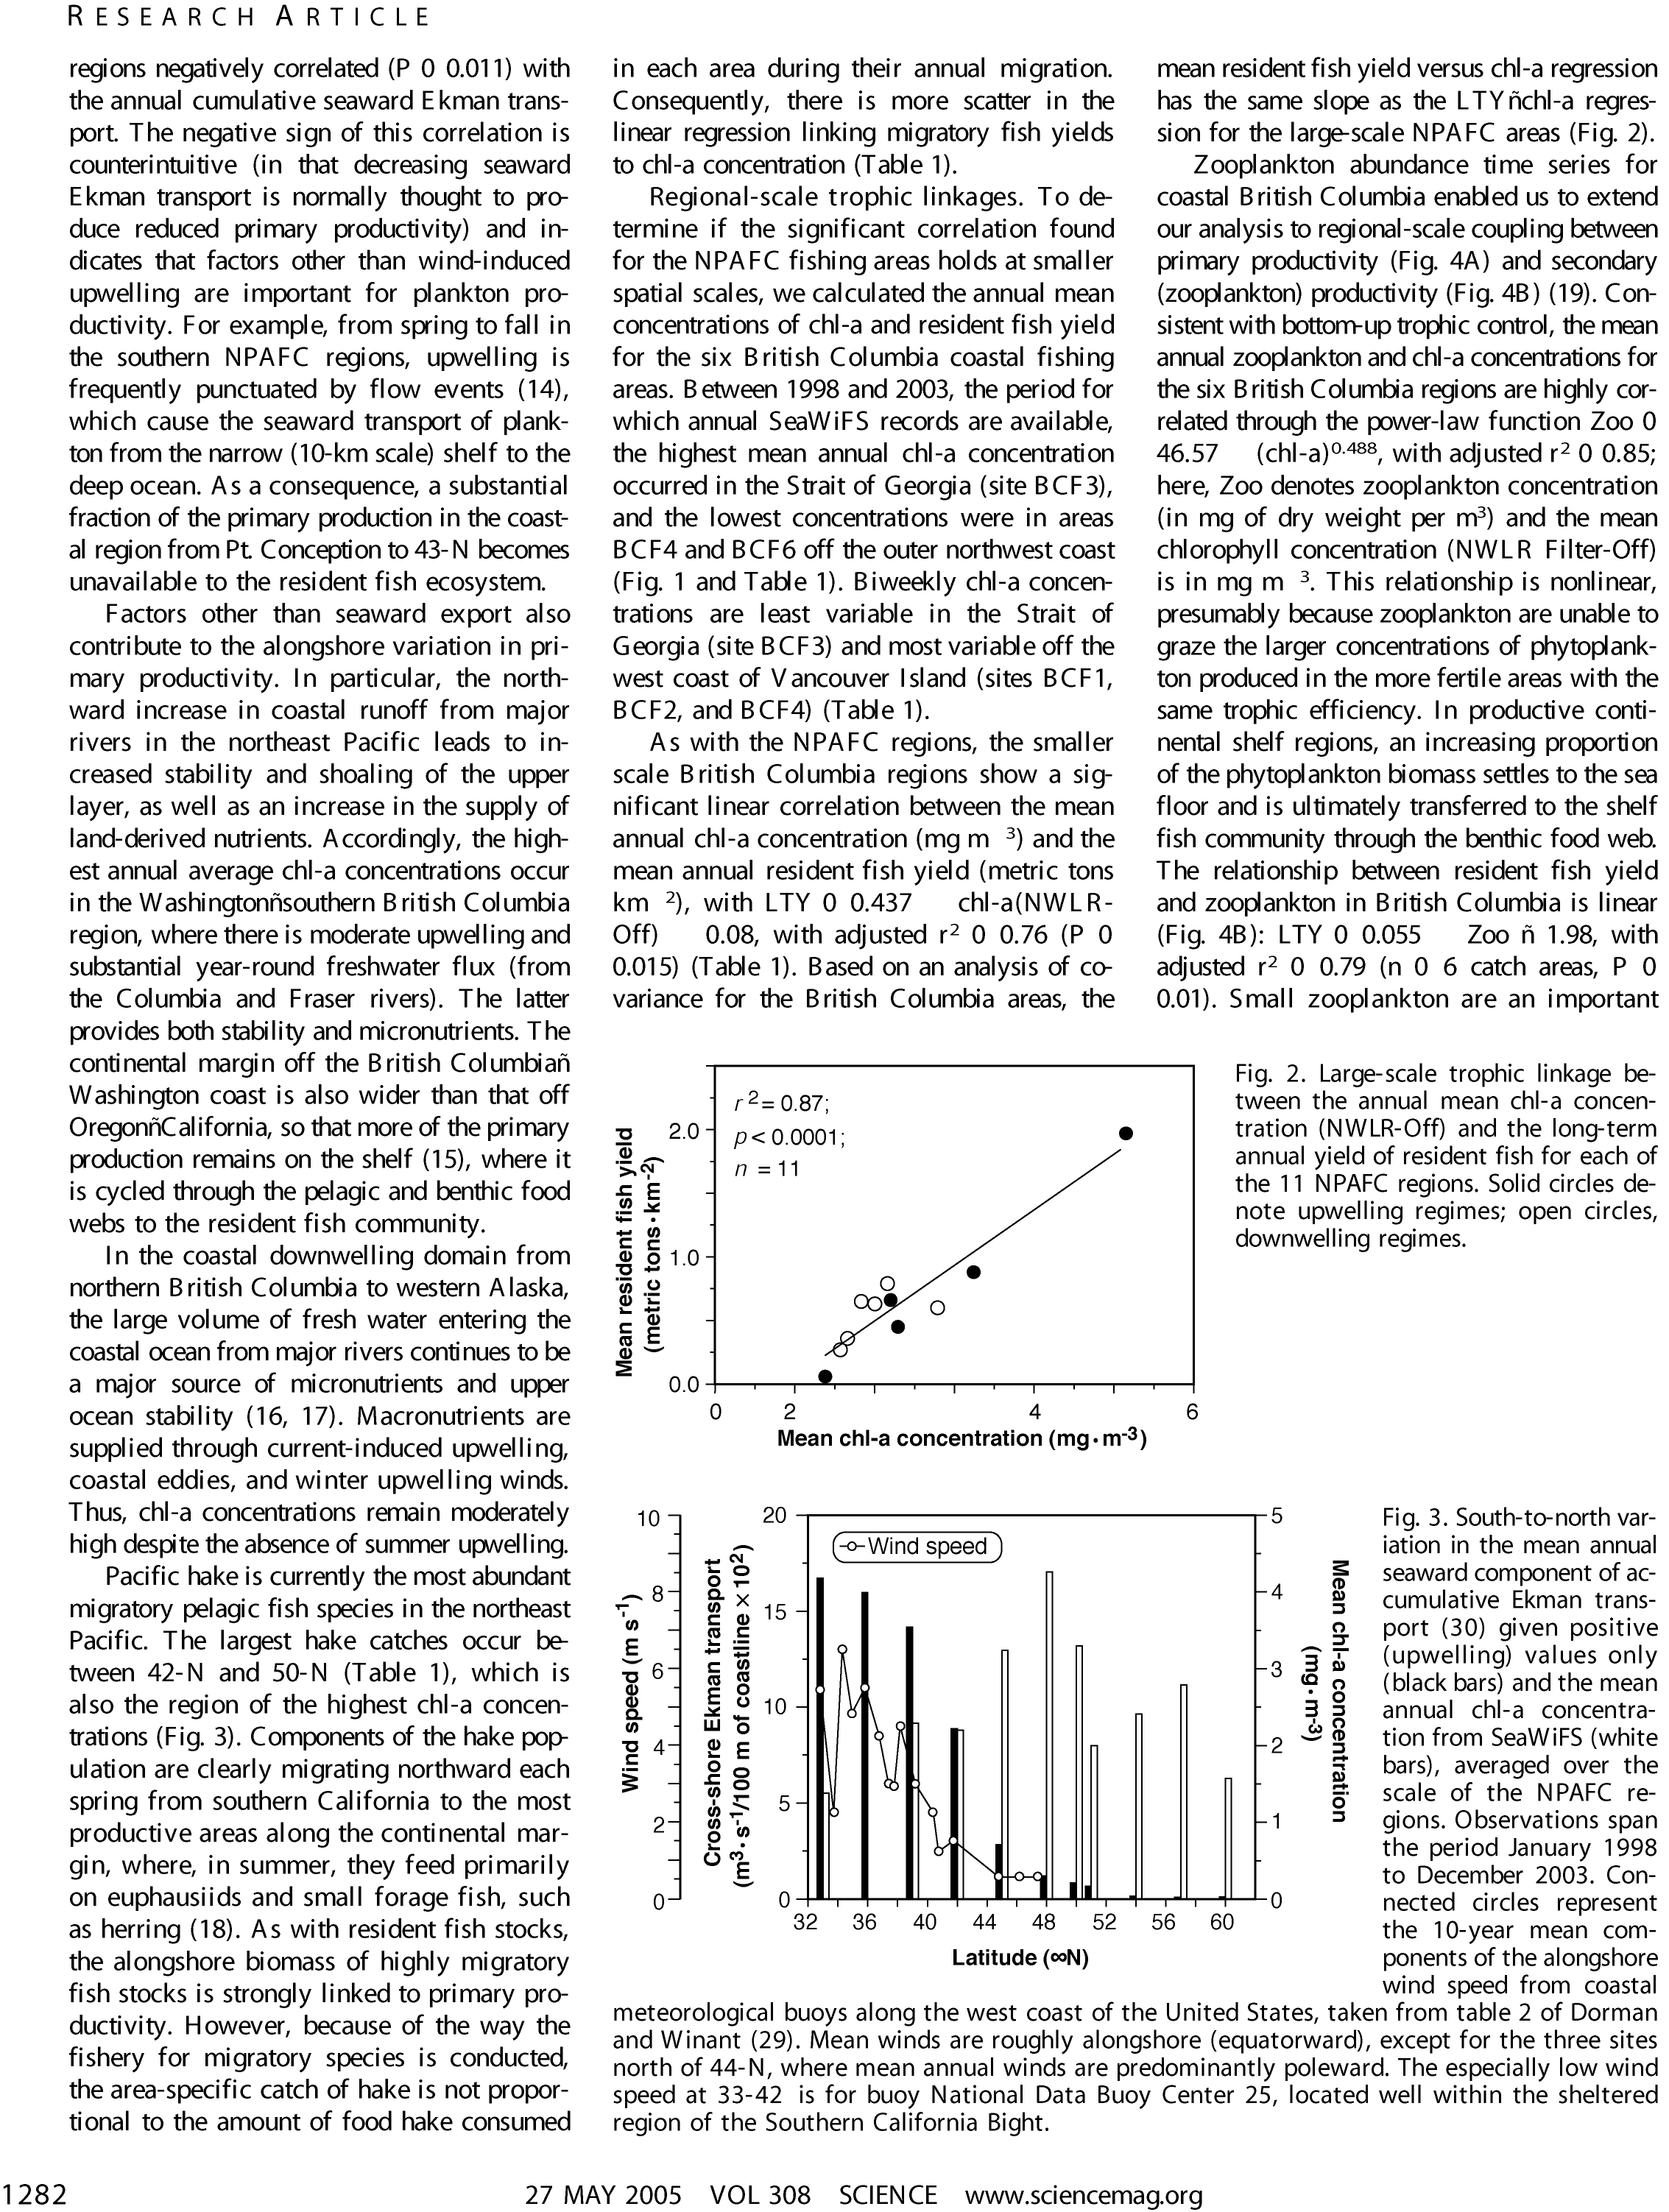 RESEARCH ARTICLE
regions negatively correlated (P 0 0.011) with
the annual cumulative seaward Ekman trans-
port. The negative sign of this correlation is
counterintuitive (in that decreasing seaward
Ekman transport is normally thought to pro-
duce reduced primary productivity) and in-
dicates that factors other than wind-induced
upwelling are important for plankton pro-
ductivity. For example, from spring to fall in
the southern NPAFC regions, upwelling is
frequently punctuated by flow events (14),
which cause the seaward transport of plank-
ton from the narrow (10-km scale) shelf to the
deep ocean. As a consequence, a substantial
fraction of the primary production in the coast-
al region from Pt. Conception to 43-N becomes
unavailable to the resident fish ecosystem.
Factors other than seaward export also
contribute to the alongshore variation in pri-
mary productivity. In particular, the north-
ward increase in coastal runoff from major
rivers in the northeast Pacific leads to in-
creased stability and shoaling of the upper
layer, as well as an increase in the supply of
land-derived nutrients. Accordingly, the high-
est annual average chl-a concentrations occur
in the Washingtonñsouthern British Columbia
region, where there is moderate upwelling and
substantial year-round freshwater flux (from
the Columbia and Fraser rivers). The latter
provides both stability and micronutrients. The
continental margin off the British Columbiañ
Washington coast is also wider than that off
OregonñCalifornia, so that more of the primary
production remains on the shelf (15), where it
is cycled through the pelagic and benthic food
webs to the resident fish community.
In the coastal downwelling domain from
northern British Columbia to western Alaska,
the large volume of fresh water entering the
coastal ocean from major rivers continues to be
a major source of micronutrients and upper
ocean stability (16, 17). Macronutrients are
supplied through current-induced upwelling,
coastal eddies, and winter upwelling winds.
Thus, chl-a concentrations remain moderately
high despite the absence of summer upwelling.
Pacific hake is currently the most abundant
migratory pelagic fish species in the northeast
Pacific. The largest hake catches occur be-
tween 42-N and 50-N (Table 1), which is
also the region of the highest chl-a concen-
trations (Fig. 3). Components of the hake pop-
ulation are clearly migrating northward each
spring from southern California to the most
productive areas along the continental mar-
gin, where, in summer, they feed primarily
on euphausiids and small forage fish, such
as herring (18). As with resident fish stocks,
the alongshore biomass of highly migratory
fish stocks is strongly linked to primary pro-
ductivity. However, because of the way the
fishery for migratory species is conducted,
the area-specific catch of hake is not propor-
tional to the amount of food hake consumed
in each area during their annual migration.
Consequently, there is more scatter in the
linear regression linking migratory fish yields
to chl-a concentration (Table 1).
Regional-scale trophic linkages. To de-
termine if the significant correlation found
for the NPAFC fishing areas holds at smaller
spatial scales, we calculated the annual mean
concentrations of chl-a and resident fish yield
for the six British Columbia coastal fishing
areas. Between 1998 and 2003, the period for
which annual SeaWiFS records are available,
the highest mean annual chl-a concentration
occurred in the Strait of Georgia (site BCF3),
and the lowest concentrations were in areas
BCF4 and BCF6 off the outer northwest coast
(Fig. 1 and Table 1). Biweekly chl-a concen-
trations are least variable in the Strait of
Georgia (site BCF3) and most variable off the
west coast of Vancouver Island (sites BCF1,
BCF2, and BCF4) (Table 1).
As with the NPAFC regions, the smaller
scale British Columbia regions show a sig-
nificant linear correlation between the mean
annual chl-a concentration (mg m 3) and the
mean annual resident fish yield (metric tons
km 2), with LTY 0 0.437 chl-a(NWLR-
Off) 0.08, with adjusted r2 0 0.76 (P 0
0.015) (Table 1). Based on an analysis of co-
variance for the British Columbia areas, the
mean resident fish yield versus chl-a regression
has the same slope as the LTYñchl-a regres-
sion for the large-scale NPAFC areas (Fig. 2).
Zooplankton abundance time series for
coastal British Columbia enabled us to extend
our analysis to regional-scale coupling between
primary productivity (Fig. 4A) and secondary
(zooplankton) productivity (Fig. 4B) (19). Con-
sistent with bottom-up trophic control, the mean
annual zooplankton and chl-a concentrations for
the six British Columbia regions are highly cor-
related through the power-law function Zoo 0
46.57 (chl-a)0.488, with adjusted r2 0 0.85;
here, Zoo denotes zooplankton concentration
(in mg of dry weight per m3) and the mean
chlorophyll concentration (NWLR Filter-Off)
is in mg m 3. This relationship is nonlinear,
presumably because zooplankton are unable to
graze the larger concentrations of phytoplank-
ton produced in the more fertile areas with the
same trophic efficiency. In productive conti-
nental shelf regions, an increasing proportion
of the phytoplankton biomass settles to the sea
floor and is ultimately transferred to the shelf
fish community through the benthic food web.
The relationship between resident fish yield
and zooplankton in British Columbia is linear
(Fig. 4B): LTY 0 0.055 Zoo ñ 1.98, with
adjusted r2 0 0.79 (n 0 6 catch areas, P 0
0.01). Small zooplankton are an important
r 2 = 0.87;
p < 0.0001;
n = 11
Mean resident fish yield
(metric tons•km-2)
2.0
1.0
0.0
0 2 4 6
Mean chl-a concentration (mg•m-3)
Fig. 2. Large-scale trophic linkage be-
tween the annual mean chl-a concen-
tration (NWLR-Off) and the long-term
annual yield of resident fish for each of
the 11 NPAFC regions. Solid circles de-
note upwelling regimes; open circles,
downwelling regimes.
Wind speed (m s-1)
10
8
6
4
2
0
Cross-shore Ekman transport
(m3•s-1/100 m of coastline × 102)
20
15
10
5
0
Wind speed
5
4
3
2
1
0
Mean chl-a concentration
(mg•m-3)
32 36 40 44 48 52 56 60
Latitude (∞N)
Fig. 3. South-to-north var-
iation in the mean annual
seaward component of ac-
cumulative Ekman trans-
port (30) given positive
(upwelling) values only
(black bars) and the mean
annual chl-a concentra-
tion from SeaWiFS (white
bars), averaged over the
scale of the NPAFC re-
gions. Observations span
the period January 1998
to December 2003. Con-
nected circles represent
the 10-year mean com-
ponents of the alongshore
wind speed from coastal
meteorological buoys along the west coast of the United States, taken from table 2 of Dorman
and Winant (29). Mean winds are roughly alongshore (equatorward), except for the three sites
north of 44-N, where mean annual winds are predominantly poleward. The especially low wind
speed at 33-42 is for buoy National Data Buoy Center 25, located well within the sheltered
region of the Southern California Bight.
1282 27 MAY 2005 VOL 308 SCIENCE www.sciencemag.org